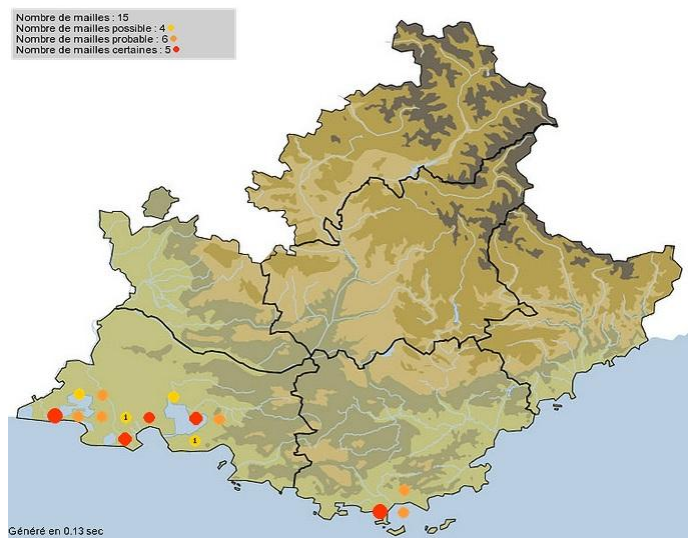 Nombre de mailles : 15
Nombre de mailles possible : 4
Nombre de mailles probable : 6
Nombre de mailles certaines : 5
1
1
Généré en 0.13 sec